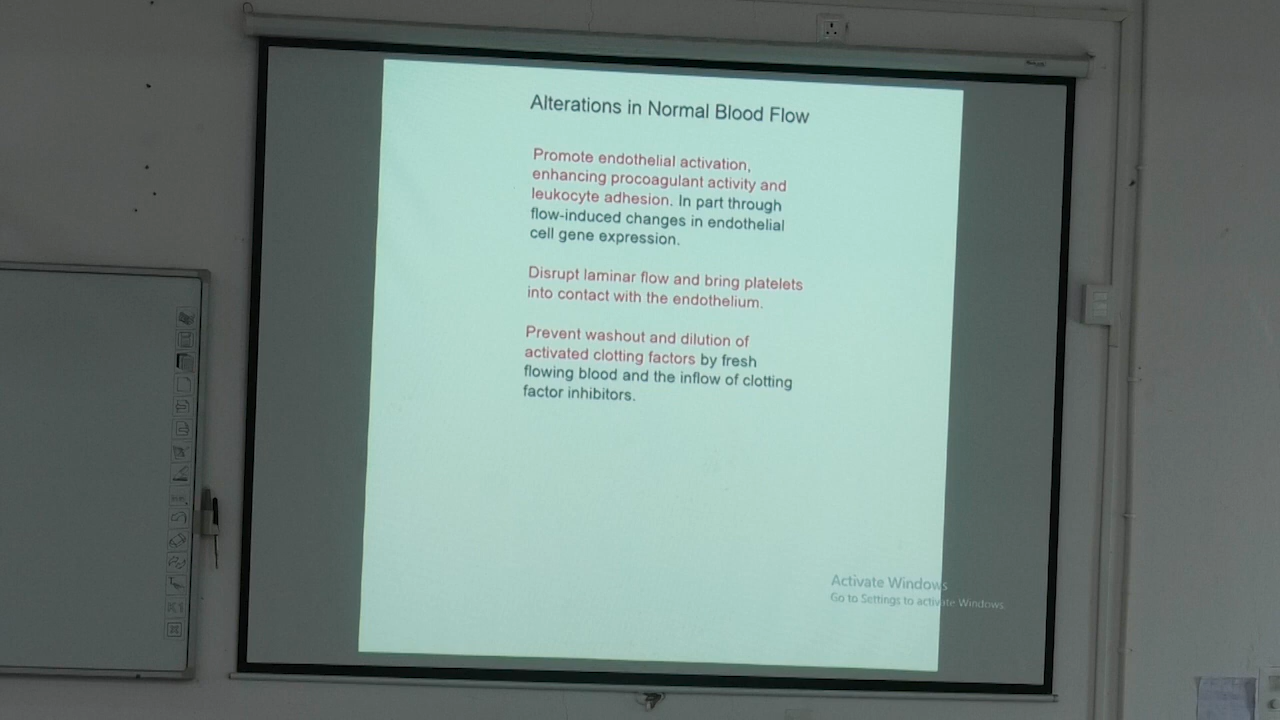 Alterations in Normal Blood Flow
Promote endothelial activation,
enhancing procoagulant activity and
leukocyte adhesion. In part through
flow-induced changes in endothelial
cell gene expression.
Disrupt laminar flow and bring platelets
into contact with the endothelium.
Prevent washout and dilution of
activated clotting factors by fresh
flowing blood and the inflow of clotting
factor inhibitors.
Activate Windows
Go to Settings to activate Windows.